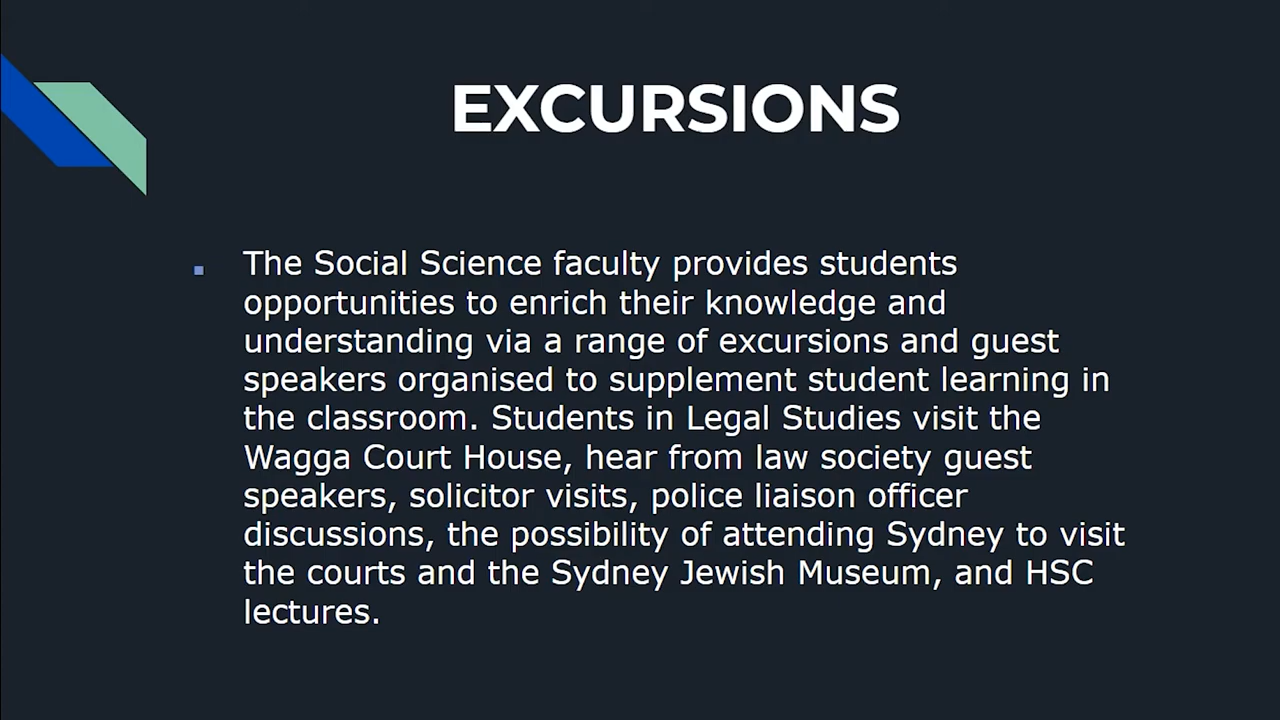 EXCURSIONS
The Social Science faculty provides students
opportunities to enrich their knowledge and
understanding via a range of excursions and guest
speakers organised to supplement student learning in
the classroom. Students in Legal Studies visit the
Wagga Court House, hear from law society guest
speakers, solicitor visits, police liaison officer
discussions, the possibility of attending Sydney to visit
the courts and the Sydney Jewish Museum, and HSC
lectures.